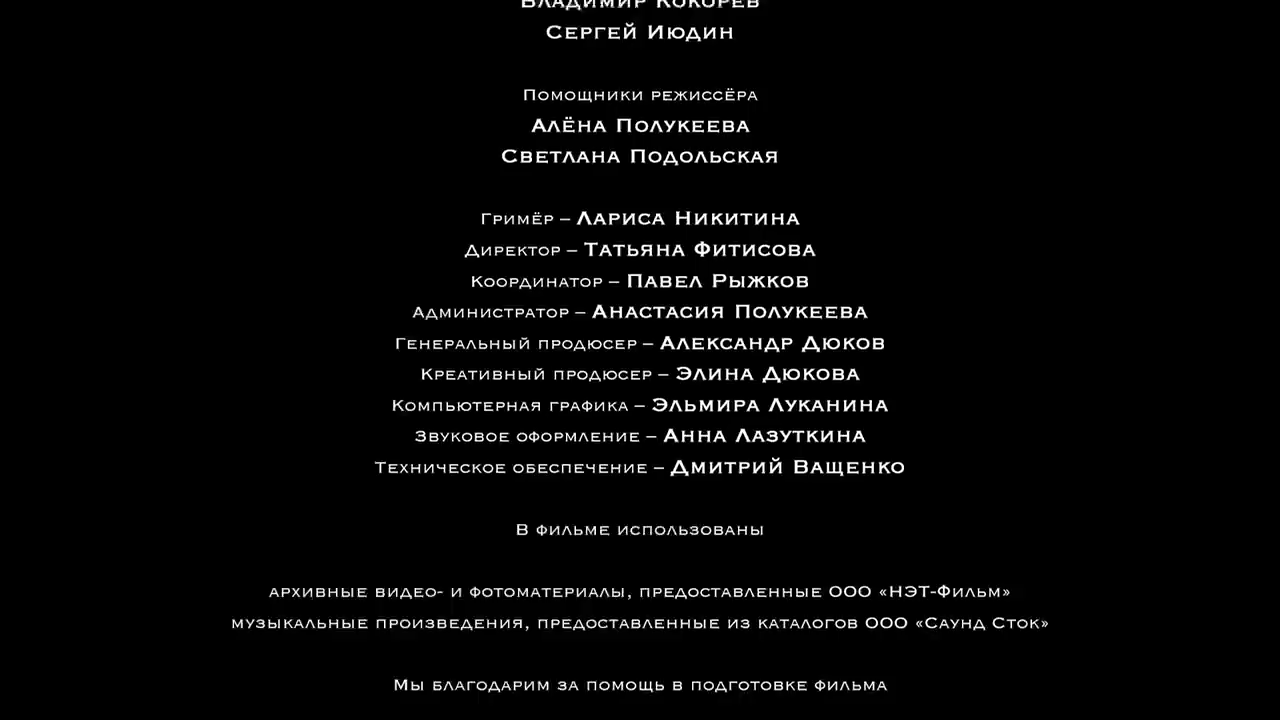 Владимир Кокорев
Сергей Июдин
Помощники режиссёра
Алёна Полукеева
Светлана Подольская
Гримёр – Лариса Никитина
Директор – Татьяна Фитисова
Координатор – Павел Рыжков
Администратор – Анастасия Полукеева
Генеральный продюсер – Александр Дюков
Креативный продюсер – Элина Дюкова
Компьютерная графика – Эльмира Луканина
Звуковое оформление – Анна Лазуткина
Техническое обеспечение – Дмитрий Ващенко
В фильме использованы
архивные видео- и фотоматериалы, предоставленные ООО «НЭТ-Фильм»
музыкальные произведения, предоставленные из каталогов ООО «Саунд Сток»
Мы благодарим за помощь в подготовке фильма